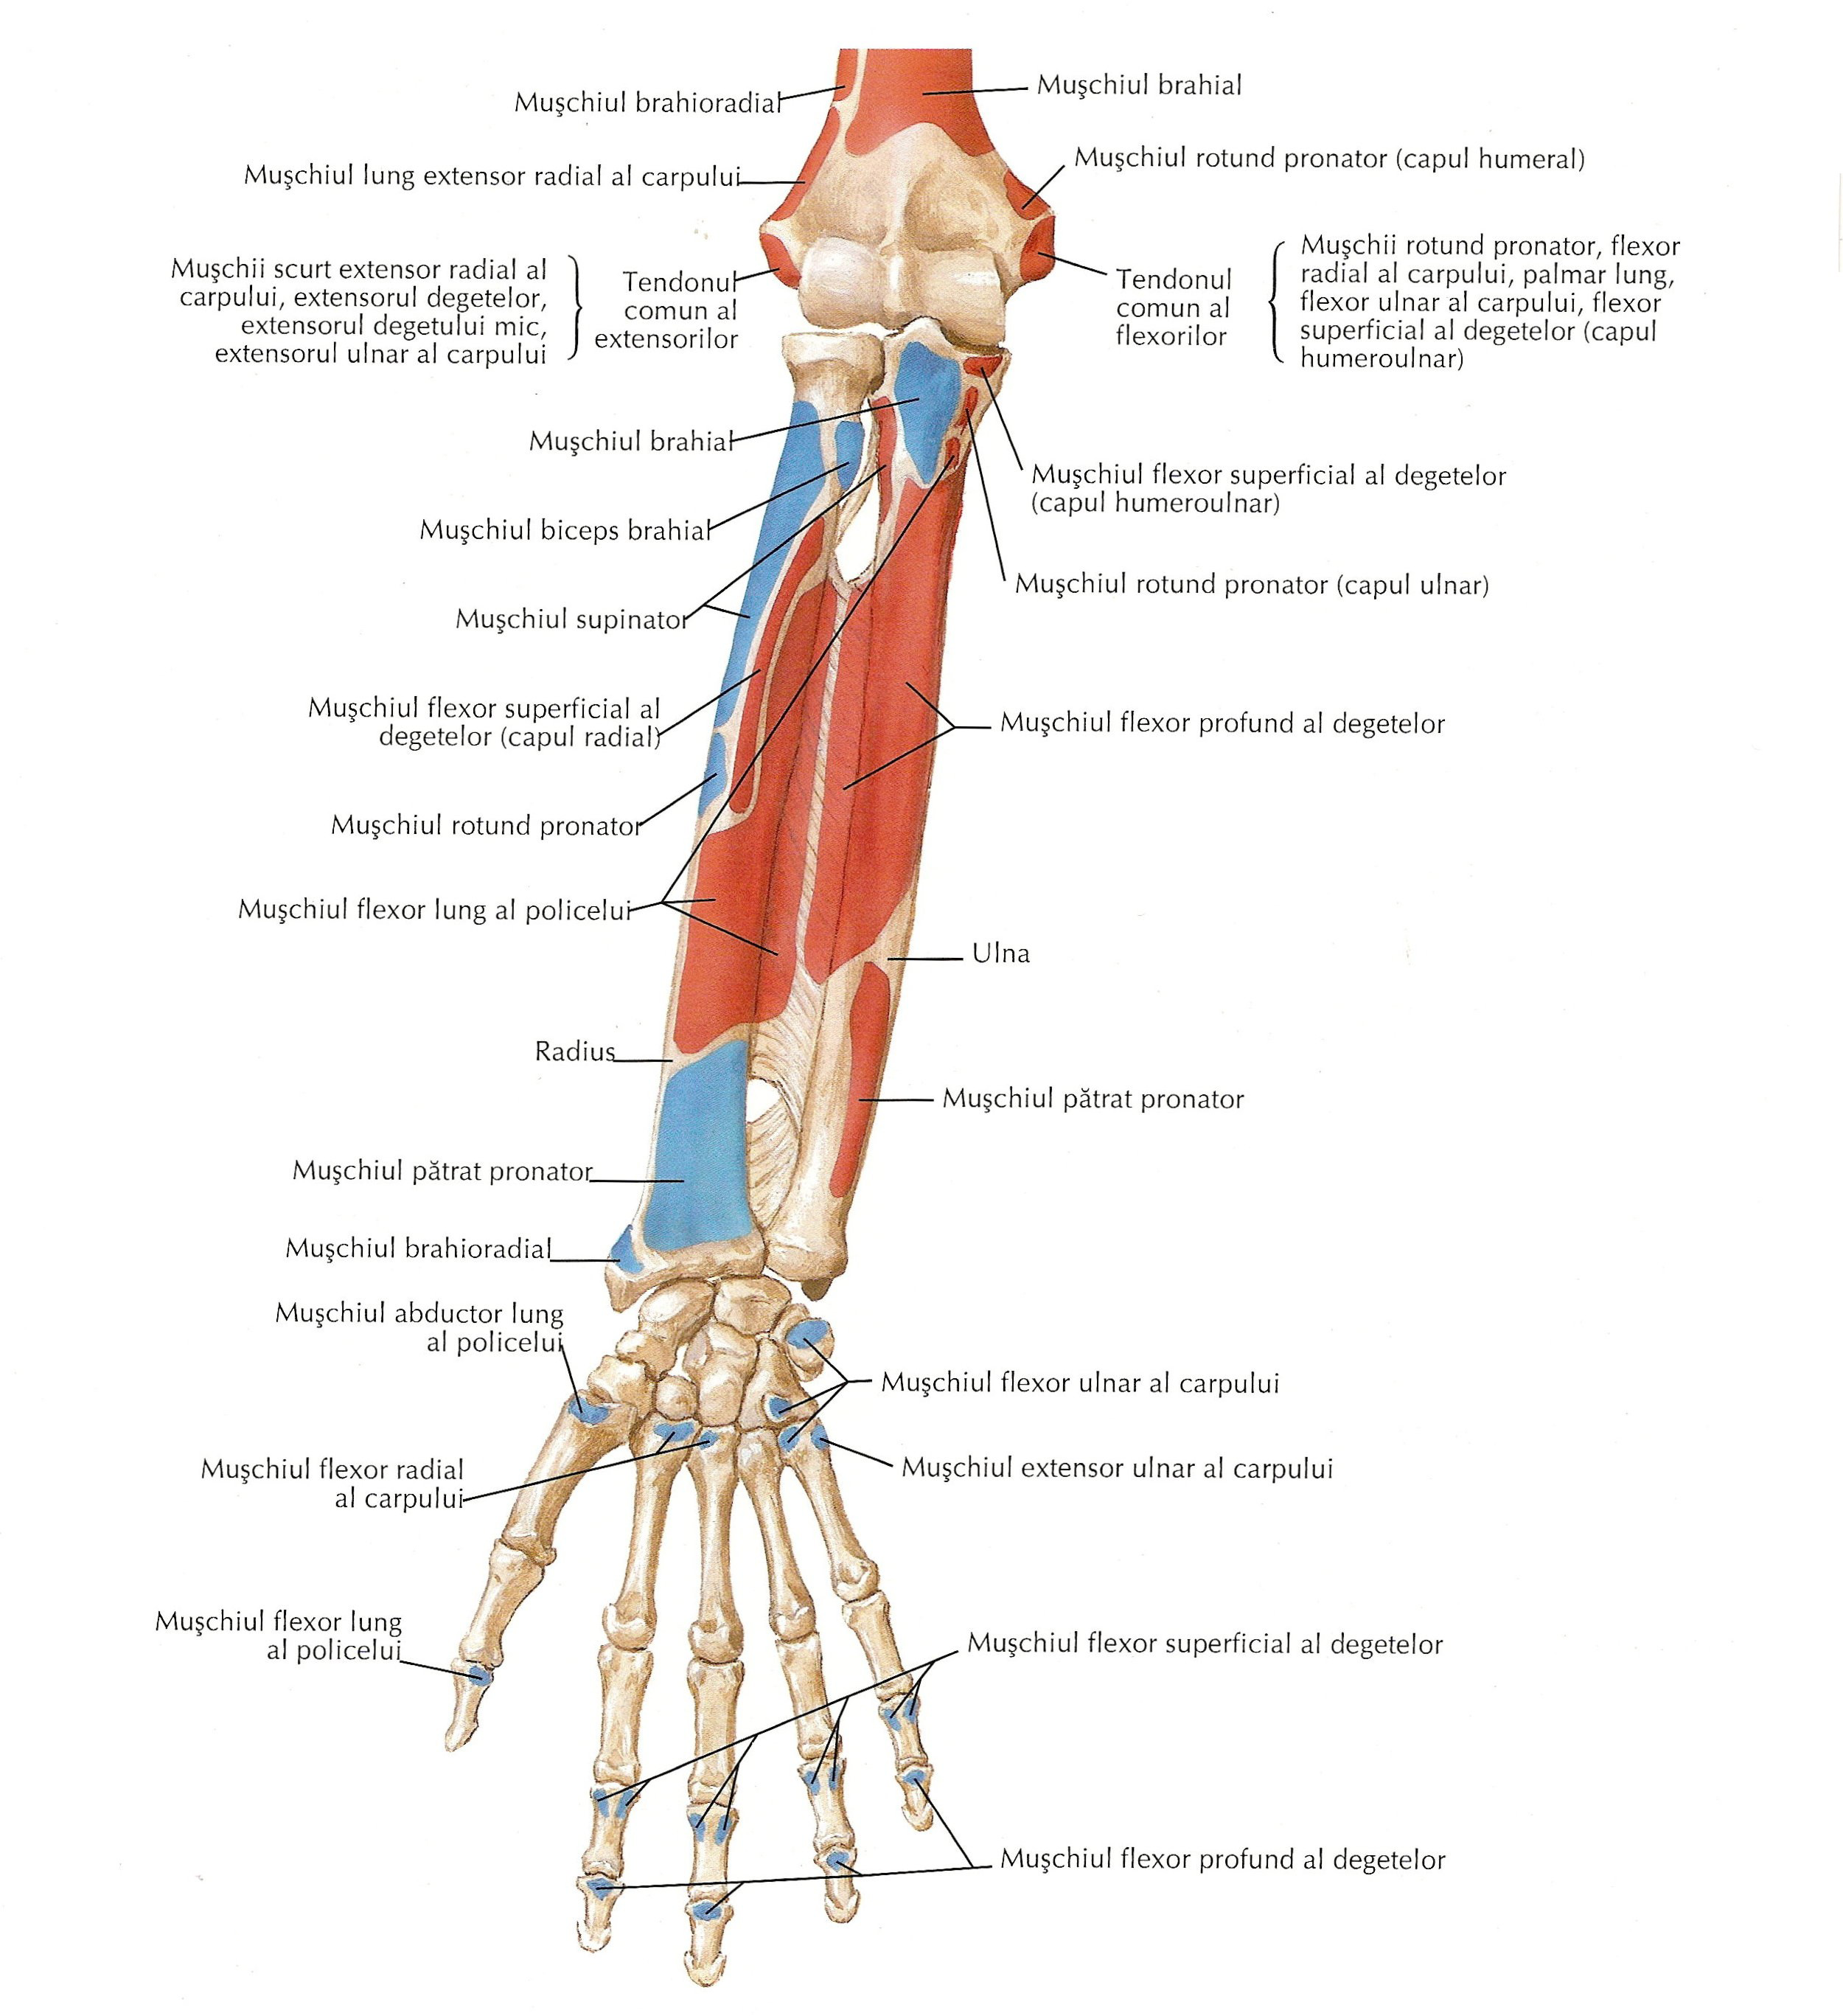 Muşchiul brahioradial
Muşchiul brahial
Muşchiul lung extensor radial al carpului
Muşchiul rotund pronator (capul humeral)
Muşchii scurt extensor radial al
carpului, extensorul degetelor,
extensorul degetului mic,
extensorul ulnar al carpului
Tendonul
comun al
extensorilor
Tendonul
comun al
flexorilor
Muşchii rotund pronator, flexor
radial al carpului, palmar lung,
flexor ulnar al carpului, flexor
superficial al degetelor (capul
humeroulnar)
Muşchiul brahial
Muşchiul flexor superficial al degetelor
(capul humeroulnar)
Muşchiul biceps brahial
Muşchiul rotund pronator (capul ulnar)
Muşchiul supinator
Muşchiul flexor superficial al
degetelor (capul radial)
Muşchiul flexor profund al degetelor
Muşchiul rotund pronator
Muşchiul flexor lung al policelui
Ulna
Radius
Muşchiul pătrat pronator
Muşchiul pătrat pronator
Muşchiul brahioradial
Muşchiul abductor lung
al policelui
Muşchiul flexor ulnar al carpului
Muşchiul flexor radial
al carpului
Muşchiul extensor ulnar al carpului
Muşchiul flexor lung
al policelui
Muşchiul flexor superficial al degetelor
Muşchiul flexor profund al degetelor